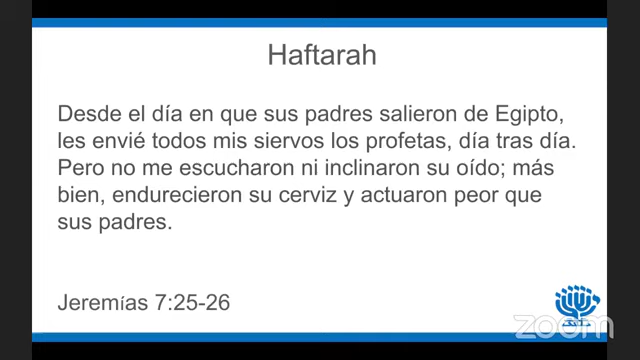 Haftarah
Desde el día en que sus padres salieron de Egipto,
les envié todos mis siervos los profetas, día tras día.
Pero no me escucharon ni inclinaron su oído; más
bien, endurecieron su cerviz y actuaron peor que
sus padres.
Jeremías 7:25-26
zoom